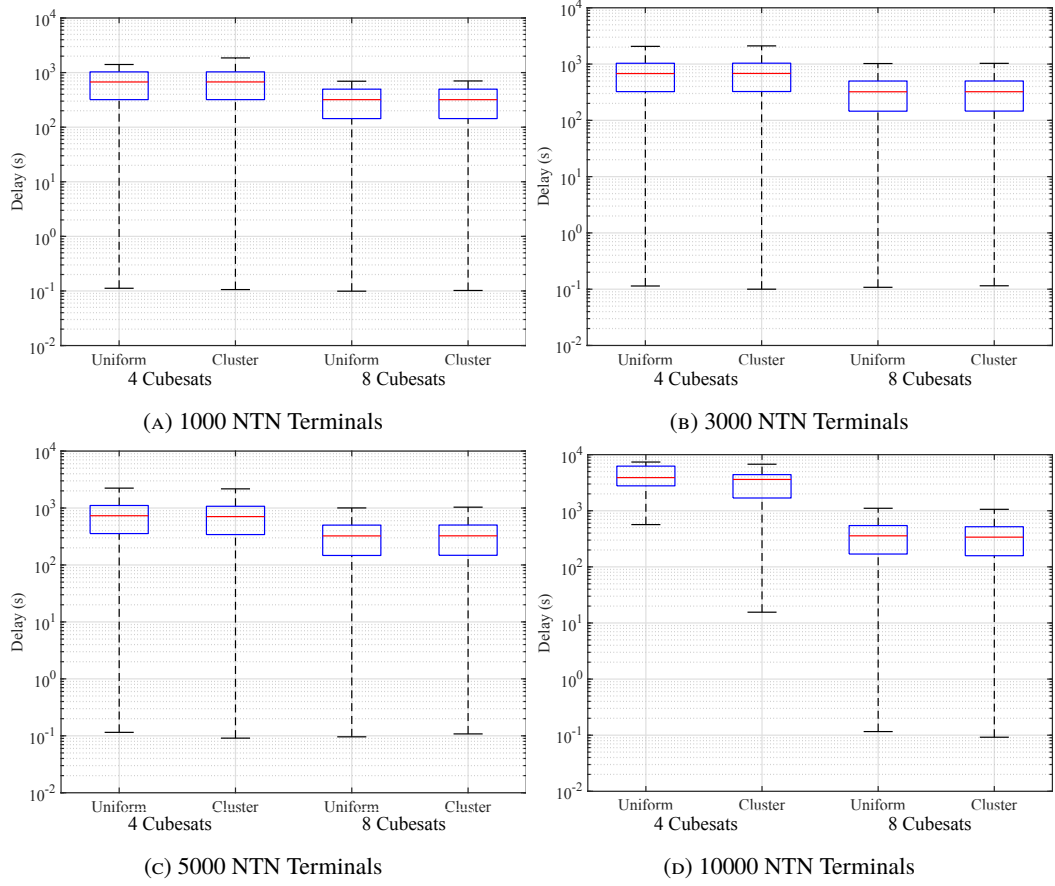 10^4
10^3
10^2
10^1
10^0
10^-1
10^-2
Delay (s)
Uniform Cluster Uniform Cluster
4 Cubesats 8 Cubesats
(A) 1000 NTN Terminals
10^4
10^3
10^2
10^1
10^0
10^-1
10^-2
Delay (s)
Uniform Cluster Uniform Cluster
4 Cubesats 8 Cubesats
(B) 3000 NTN Terminals
10^4
10^3
10^2
10^1
10^0
10^-1
10^-2
Delay (s)
Uniform Cluster Uniform Cluster
4 Cubesats 8 Cubesats
(C) 5000 NTN Terminals
10^4
10^3
10^2
10^1
10^0
10^-1
10^-2
Delay (s)
Uniform Cluster Uniform Cluster
4 Cubesats 8 Cubesats
(D) 10000 NTN Terminals